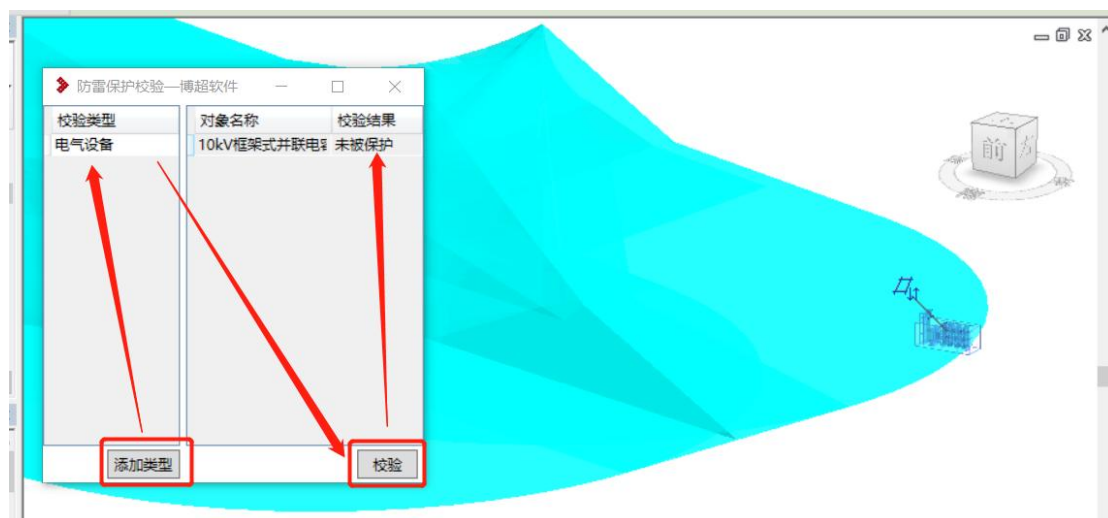 防雷保护校验—博超软件
校验类型
对象名称
校验结果
电气设备
10kV框架式并联电容
未被保护
添加类型
校验
前
左